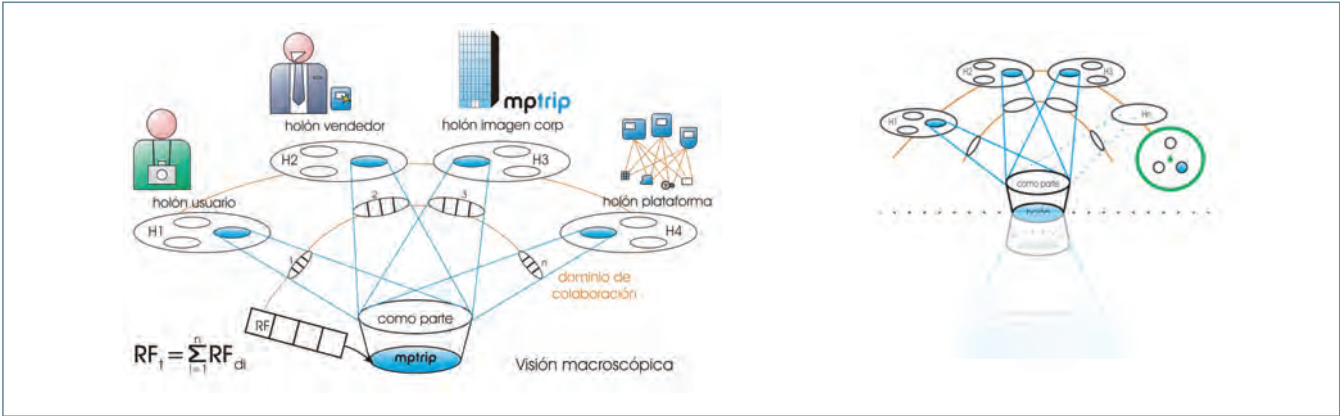 mptrip
holón vendedor
holón imagen corp
H2
H3
holón usuario
holón plataforma
H1
H4
2
3
1
n
dominio de
colaboración
RF
como parte
mptrip
RFt = n∑i=1 RFdi
Visión macroscópica
H2
H3
H1
Hn
como parte